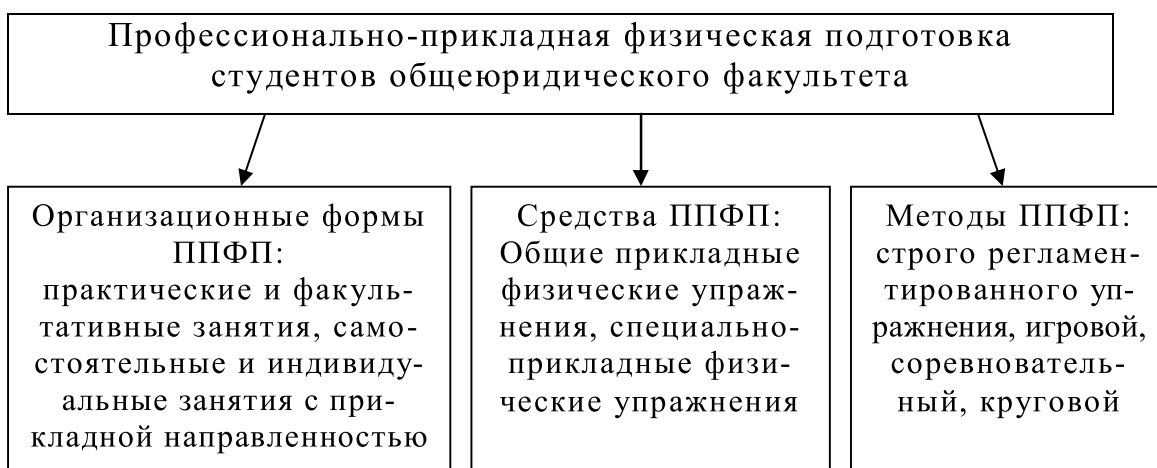 Профессионально-прикладная физическая подготовка
студентов общеюридического факультета
Организационные формы
ППФП:
практические и факуль-
тативные занятия, само-
стоятельные и индивиду-
альные занятия с при-
кладной направленностью
Средства ППФП:
Общие прикладные
физические упраж-
нения, специально-
прикладные физи-
ческие упражнения
Методы ППФП:
строго регламен-
тированного уп-
ражнения, игровой,
соревнователь-
ный, круговой